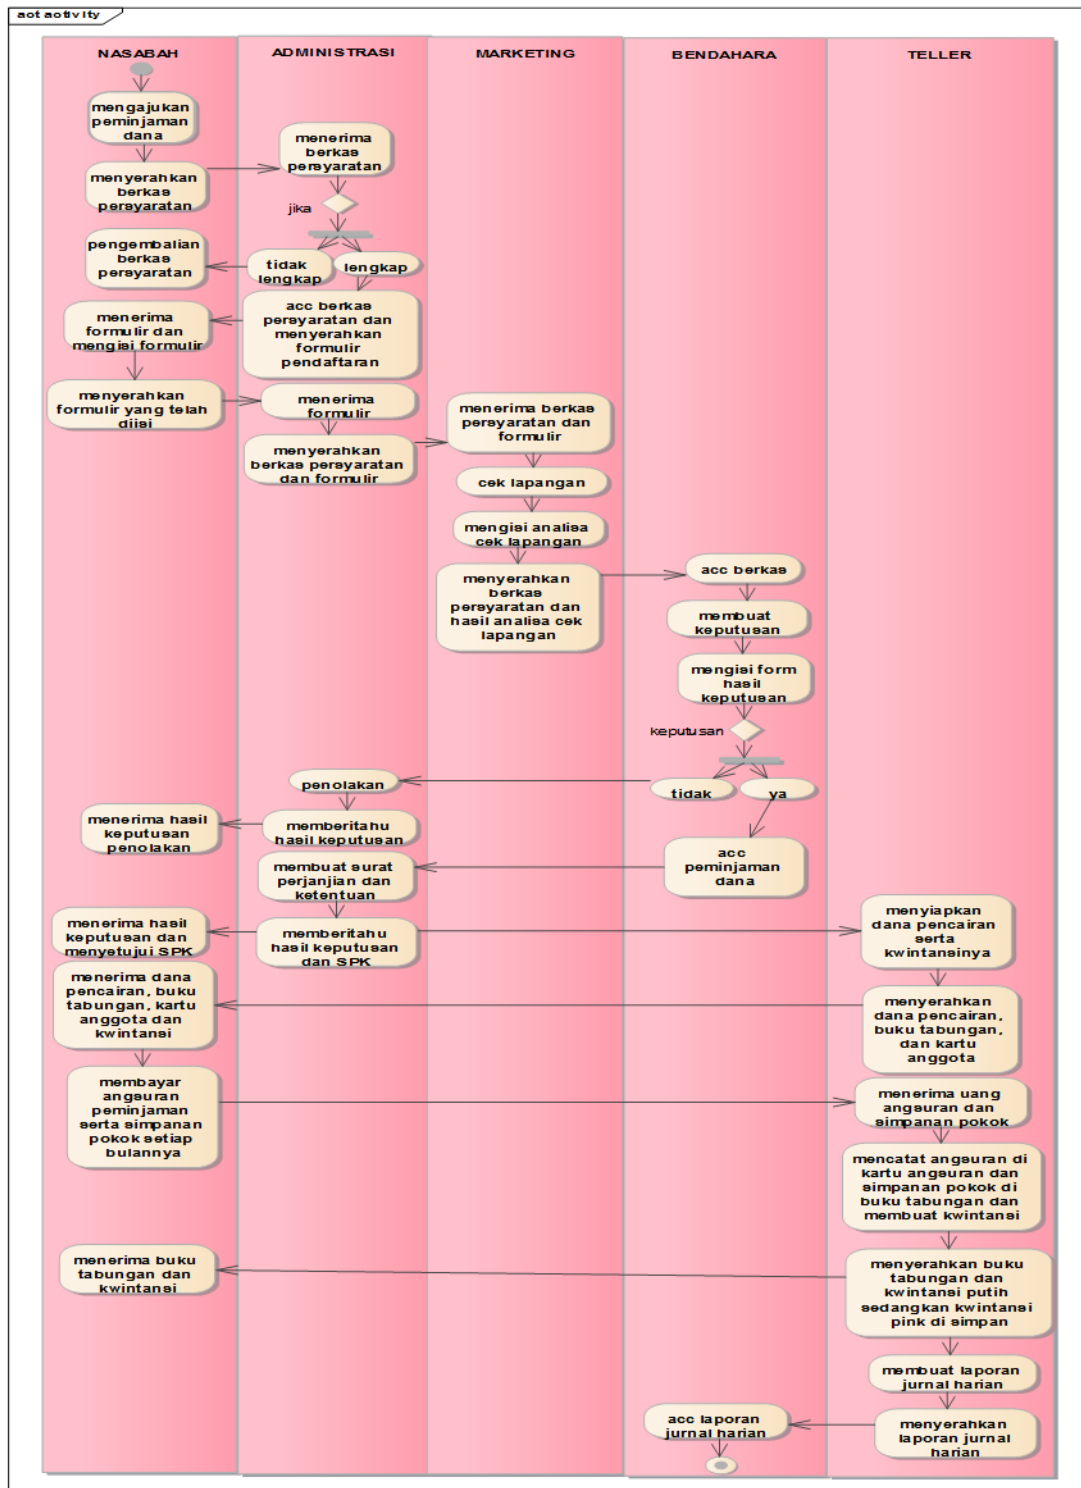 act activity
NASABAH
ADMINISTRASI
MARKETING
BENDAHARA
TELLER
mengajukan
peminjaman
dana
menyerahkan
berkas
persyaratan
menerima
berkas
persyaratan
jika
tidak
lengkap
lengkap
pengembalian
berkas
persyaratan
acc berkas
persyaratan dan
menyerahkan
formulir
pendaftaran
menerima
formulir dan
mengisi formulir
menyerahkan
formulir yang telah
diisi
menerima
formulir
menyerahkan
berkas persyaratan
dan formulir
menerima berkas
persyaratan dan
formulir
cek lapangan
mengisi analisa
cek lapangan
menyerahkan
berkas
persyaratan dan
hasil analisa cek
lapangan
acc berkas
membuat
keputusan
mengisi form
hasil
keputusan
keputusan
tidak
ya
penolakan
memberitahu
hasil keputusan
menerima hasil
keputusan
penolakan
acc
peminjaman
dana
membuat surat
perjanjian dan
ketentuan
memberitahu
hasil keputusan
dan SPK
menerima hasil
keputusan dan
menyetujui SPK
menyiapkan
dana pencairan
serta
kwintansinya
menyerahkan
dana pencairan,
buku tabungan,
dan kartu
anggota
menerima dana
pencairan, buku
tabungan, kartu
anggota dan
kwintansi
membayar
angsuran
peminjaman
serta simpanan
pokok setiap
bulannya
menerima uang
angsuran dan
simpanan pokok
mencatat angsuran di
kartu angsuran dan
simpanan pokok di
buku tabungan dan
membuat kwintansi
menyerahkan buku
tabungan dan
kwintansi putih
sedangkan kwintansi
pink di simpan
menerima buku
tabungan dan
kwintansi
membuat laporan
jurnal harian
menyerahkan
laporan jurnal
harian
acc laporan
jurnal harian